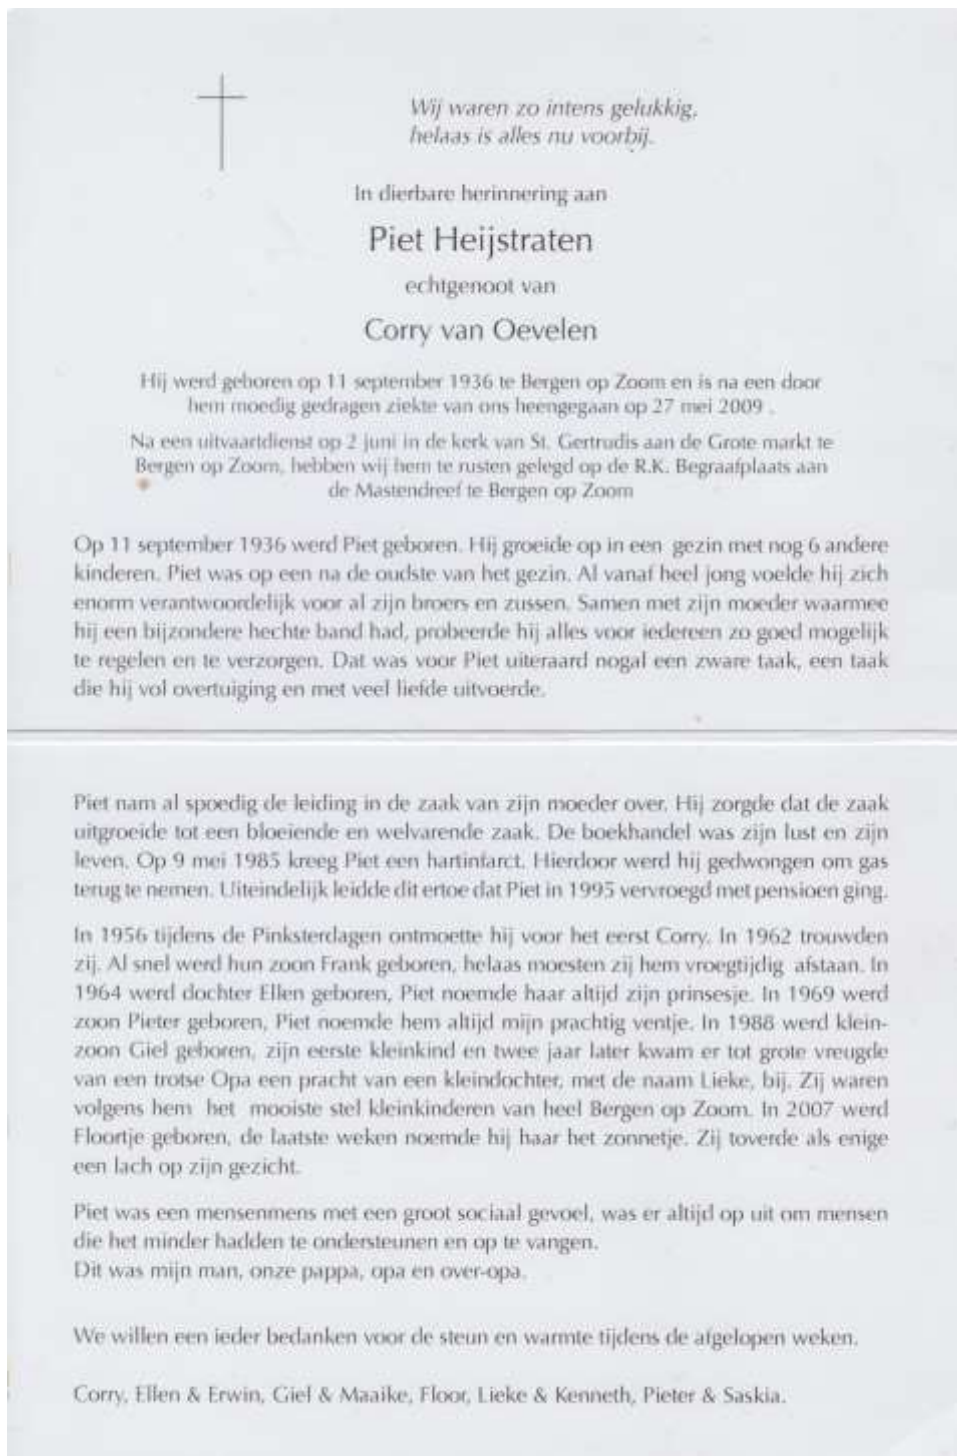 Wij waren zo intens gelukkig,
helaas is alles nu voorbij.
In dierbare herinnering aan
Piet Heijstraten
echtgenoot van
Corry van Oevelen
Hij werd geboren op 11 september 1936 te Bergen op Zoom en is na een door
hem moedig gedragen ziekte van ons heengegaan op 27 mei 2009 .
Na een uitvaartdienst op 2 juni in de kerk van St. Gertrudis aan de Grote markt te
Bergen op Zoom, hebben wij hem te rusten gelegd op de R.K. Begraafplaats aan
de Mastendreef te Bergen op Zoom
Op 11 september 1936 werd Piet geboren. Hij groeide op in een gezin met nog 6 andere
kinderen. Piet was op een na de oudste van het gezin. Al vanaf heel jong voelde hij zich
enorm verantwoordelijk voor al zijn broers en zussen. Samen met zijn moeder waarmee
hij een bijzondere hechte band had, probeerde hij alles voor iedereen zo goed mogelijk
te regelen en te verzorgen. Dat was voor Piet uiteraard nogal een zware taak, een taak
die hij vol overtuiging en met veel liefde uitvoerde.
Piet nam al spoedig de leiding in de zaak van zijn moeder over. Hij zorgde dat de zaak
uitgroeide tot een bloeiende en welvarende zaak. De boekhandel was zijn lust en zijn
leven. Op 9 mei 1985 kreeg Piet een hartinfarct. Hierdoor werd hij gedwongen om gas
terug te nemen. Uiteindelijk leidde dit ertoe dat Piet in 1995 vervroegd met pensioen ging.
In 1956 tijdens de Pinksterdagen ontmoette hij voor het eerst Corry. In 1962 trouwden
zij. Al snel werd hun zoon Frank geboren, helaas moesten zij hem vroegtijdig afstaan. In
1964 werd dochter Ellen geboren, Piet noemde haar altijd zijn prinsesje. In 1969 werd
zoon Pieter geboren, Piet noemde hem altijd mijn prachtig ventje. In 1988 werd klein-
zoon Giel geboren, zijn eerste kleinkind en twee jaar later kwam er tot grote vreugde
van een trotse Opa een pracht van een kleindochter, met de naam Lieke, bij. Zij waren
volgens hem het mooiste stel kleinkinderen van heel Bergen op Zoom. In 2007 werd
Floortje geboren, de laatste weken noemde hij haar het zonnetje. Zij toverde als enige
een lach op zijn gezicht.
Piet was een mensenmens met een groot sociaal gevoel, was er altijd op uit om mensen
die het minder hadden te ondersteunen en op te vangen.
Dit was mijn man, onze pappa, opa en over-opa.
We willen een ieder bedanken voor de steun en warmte tijdens de afgelopen weken.
Corry, Ellen & Erwin, Giel & Maaike, Floor, Lieke & Kenneth, Pieter & Saskia.